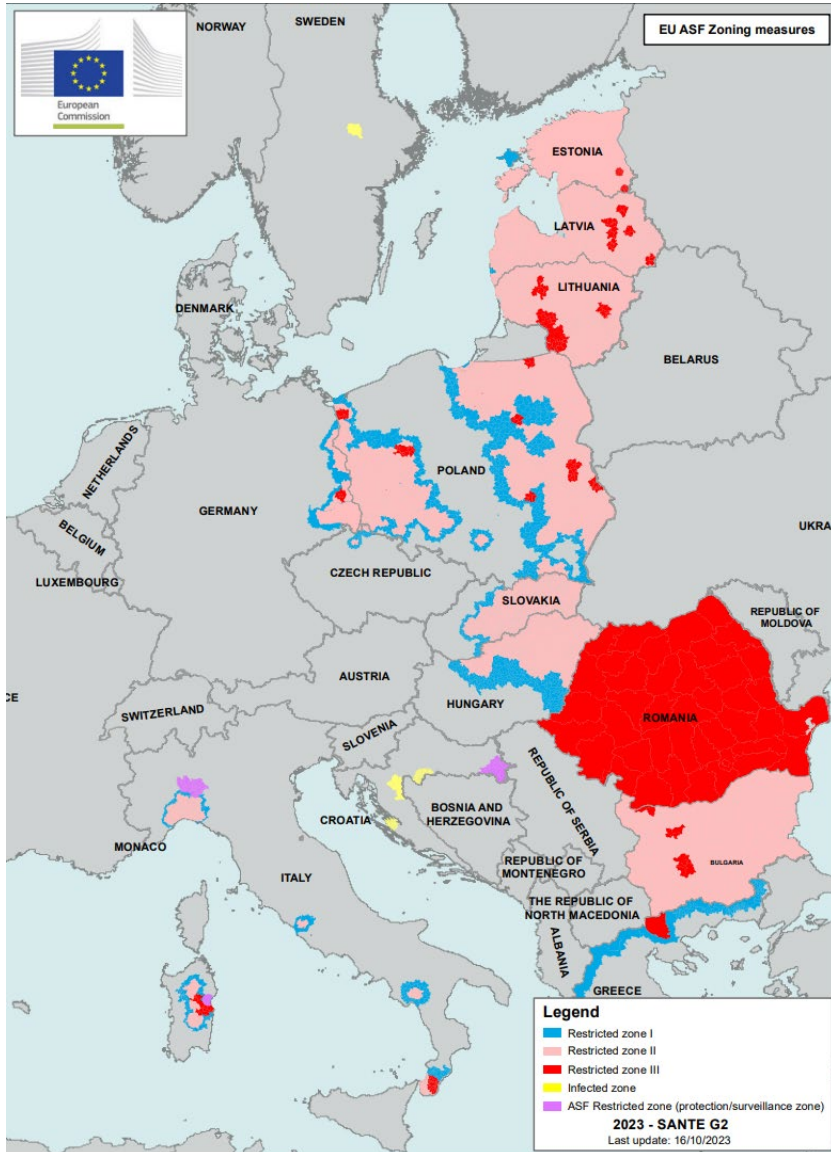 SWEDEN
NORWAY
EU ASF Zoning measures
European
Commission
ESTONIA
LATVIA
LITHUANIA
DENMARK
BELARUS
NETHERLANDS
POLAND
GERMANY
BELGIUM
UKRA
LUXEMBOURG
CZECH REPUBLIC
SLOVAKIA
REPUBLIC OF
MOLDOVA
AUSTRIA
CE
HUNGARY
SWITZERLAND
ROMANIA
SLOVENIA
REPUBLIC OF SERBIA
BOSNIA AND
HERZEGOVINA
CROATIA
MONACO
REPUBLIC OF
MONTENEGRO
BULGARIA
ITALY
THE REPUBLIC OF
NORTH MACEDONIA
ALBANIA
GREECE
Legend
Restricted zone I
Restricted zone II
Restricted zone III
Infected zone
ASF Restricted zone (protection/surveillance zone)
2023 - SANTE G2
Last update: 16/10/2023